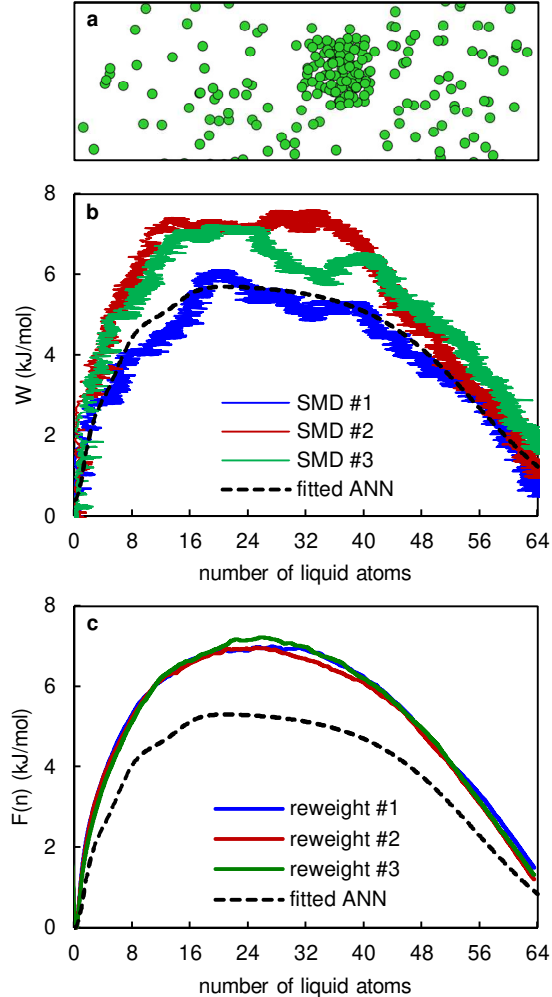 a
b
8
6
4
2
0
W (kJ/mol)
SMD #1
SMD #2
SMD #3
fitted ANN
0 8 16 24 32 40 48 56 64
number of liquid atoms
c
8
6
4
2
0
F(n) (kJ/mol)
reweight #1
reweight #2
reweight #3
fitted ANN
0 8 16 24 32 40 48 56 64
number of liquid atoms